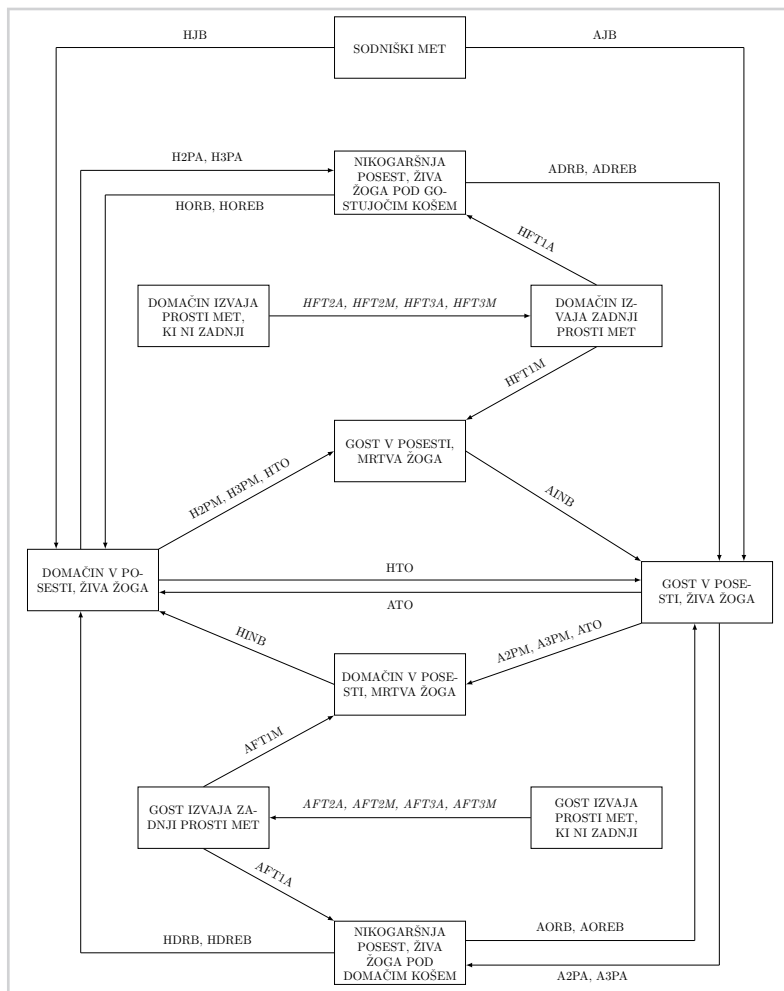 HJB
SODNIŠKI MET
AJB
H2PA, H3PA
NIKOGARŠNJA
POSEST, ŽIVA
ŽOGA POD GO-
STUJOČIM KOŠEM
ADRB, ADREB
HORB, HOREB
HFT1A
DOMAČIN IZVAJA
PROSTI MET,
KI NI ZADNJI
HFT2A, HFT2M, HFT3A, HFT3M
DOMAČIN IZ-
VAJA ZADNJI
PROSTI MET
HFT1M
GOST V POSESTI,
MRTVA ŽOGA
H2PM, H3PM, HTO
AINB
DOMAČIN V PO-
SESTI, ŽIVA ŽOGA
HTO
ATO
GOST V POSE-
STI, ŽIVA ŽOGA
HINB
A2PM, A3PM, ATO
DOMAČIN V POSE-
STI, MRTVA ŽOGA
AFT1M
GOST IZVAJA ZA-
DNJI PROSTI MET
AFT2A, AFT2M, AFT3A, AFT3M
GOST IZVAJA
PROSTI MET,
KI NI ZADNJI
AFT1A
HDRB, HDREB
NIKOGARŠNJA
POSEST, ŽIVA
ŽOGA POD
DOMAČIM KOŠEM
AORB, AOREB
A2PA, A3PA